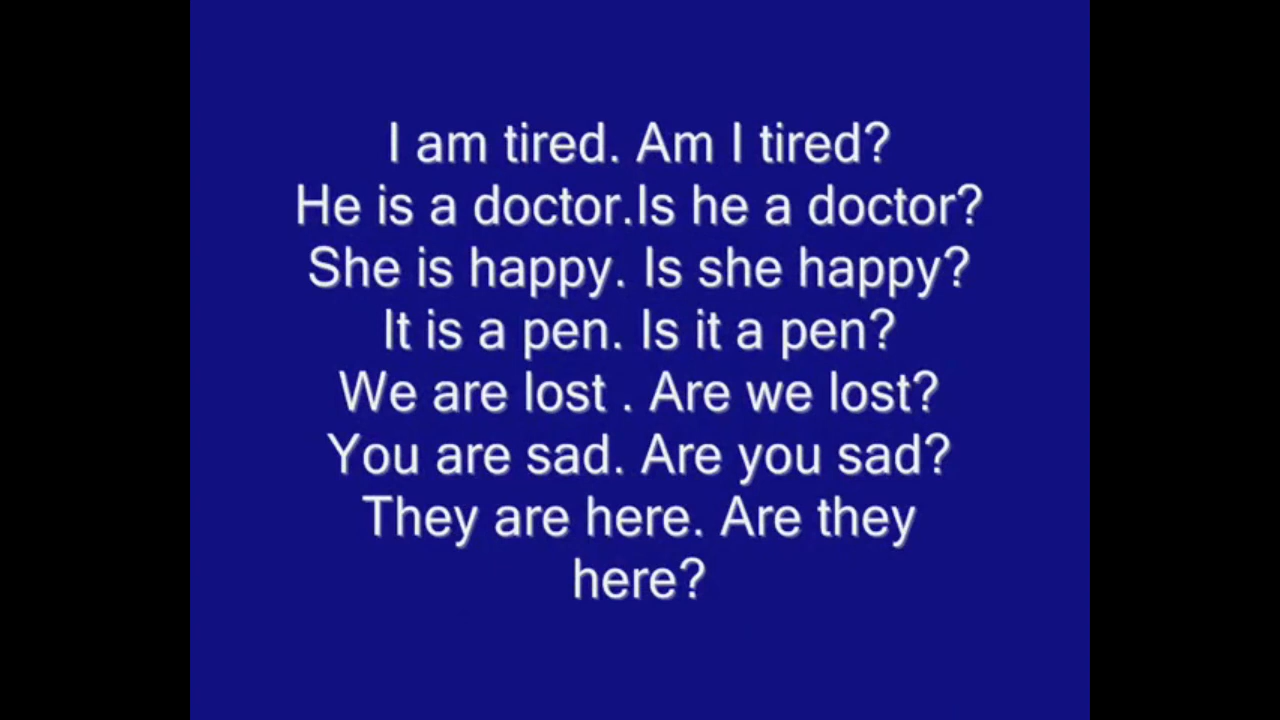 I am tired. Am I tired?
He is a doctor.Is he a doctor?
She is happy. Is she happy?
It is a pen. Is it a pen?
We are lost . Are we lost?
You are sad. Are you sad?
They are here. Are they
here?